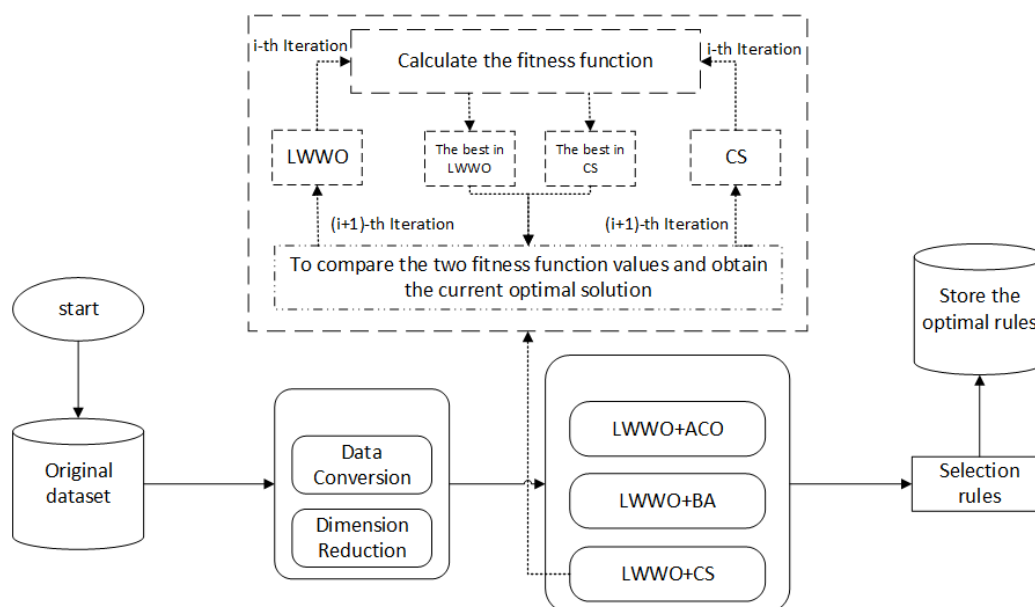 i-th Iteration
Calculate the fitness function
i-th Iteration
LWWO
The best in
LWWO
The best in
CS
CS
(i+1)-th Iteration
(i+1)-th Iteration
To compare the two fitness function values and obtain
the current optimal solution
start
Original
dataset
Data
Conversion
Dimension
Reduction
LWWO+ACO
LWWO+BA
LWWO+CS
Selection
rules
Store the
optimal rules